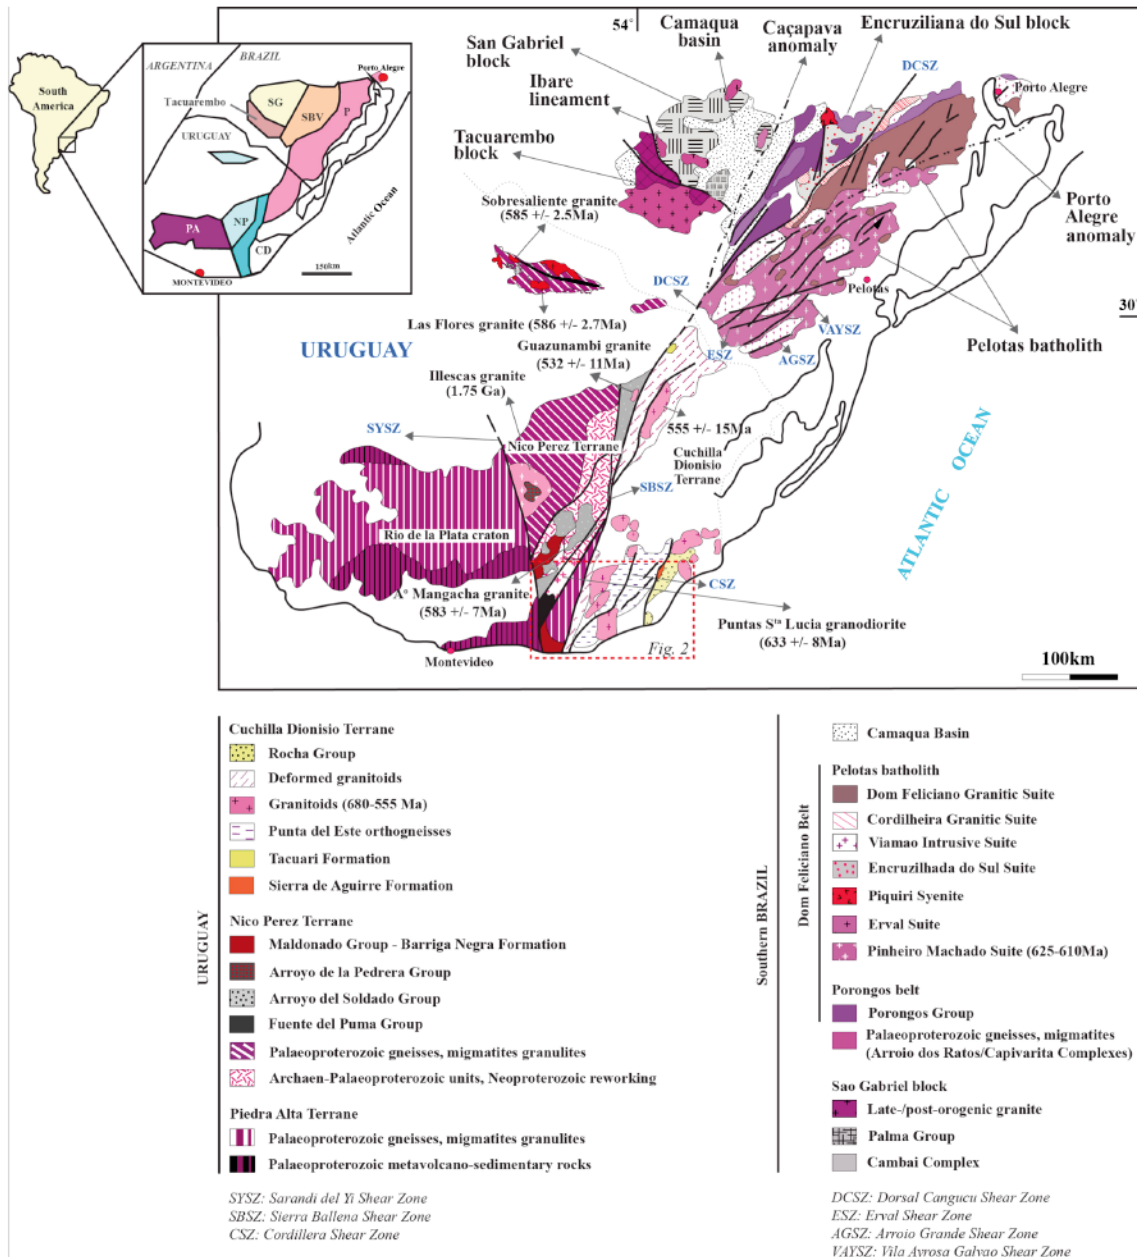 54°
San Gabriel
block
Camaqua
basin
Caçapava
anomaly
Encruziliana do Sul block
DCSZ
Ibare
lineament
Tacuarembo
block
Porto Alegre
Porto
Alegre
anomaly
South
America
ARGENTINA
BRAZIL
Porto Alegre
Tacuarembo
SG
SBV
P
URUGUAY
PA
NP
CD
MONTEVIDEO
Atlantic Ocean
150km
Sobresaliente granite
(585 +/- 2.5Ma)
Las Flores granite (586 +/- 2.7Ma)
DCSZ
Pelotas
VAYSZ
AGSZ
ESZ
30°
Pelotas batholith
URUGUAY
Guazunambi granite
(532 +/- 11Ma)
Illescas granite
(1.75 Ga)
555 +/- 15Ma
SYSZ
Nico Perez Terrane
Cuchilla
Dionisio
Terrane
SBSZ
ATLANTIC OCEAN
Rio de la Plata craton
A° Mangacha granite
(583 +/- 7Ma)
CSZ
Puntas Sta Lucia granodiorite
(633 +/- 8Ma)
Fig. 2
Montevideo
100km
URUGUAY
Cuchilla Dionisio Terrane
Rocha Group
Deformed granitoids
Granitoids (680-555 Ma)
Punta del Este orthogneisses
Tacuari Formation
Sierra de Aguirre Formation
Nico Perez Terrane
Maldonado Group - Barriga Negra Formation
Arroyo de la Pedrera Group
Arroyo del Soldado Group
Fuente del Puma Group
Palaeoproterozoic gneisses, migmatites granulites
Archaen-Palaeoproterozoic units, Neoproterozoic reworking
Piedra Alta Terrane
Palaeoproterozoic gneisses, migmatites granulites
Palaeoproterozoic metavolcano-sedimentary rocks
SYSZ: Sarandi del Yi Shear Zone
SBSZ: Sierra Ballena Shear Zone
CSZ: Cordillera Shear Zone
Southern BRAZIL
Dom Feliciano Belt
Camaqua Basin
Pelotas batholith
Dom Feliciano Granitic Suite
Cordilheira Granitic Suite
Viamao Intrusive Suite
Encruzilhada do Sul Suite
Piquiri Syenite
Erval Suite
Pinheiro Machado Suite (625-610Ma)
Porongos belt
Porongos Group
Palaeoproterozoic gneisses, migmatites
(Arroio dos Ratos/Capivarita Complexes)
Sao Gabriel block
Late-/post-orogenic granite
Palma Group
Cambai Complex
DCSZ: Dorsal Cangucu Shear Zone
ESZ: Erval Shear Zone
AGSZ: Arroio Grande Shear Zone
VAYSZ: Vila Ayrosa Galvao Shear Zone